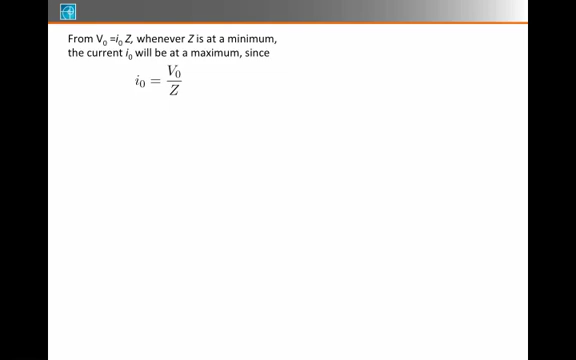 From V₀ =i₀ Z, whenever Z is at a minimum,
the current i₀ will be at a maximum, since
i₀ = V₀/Z